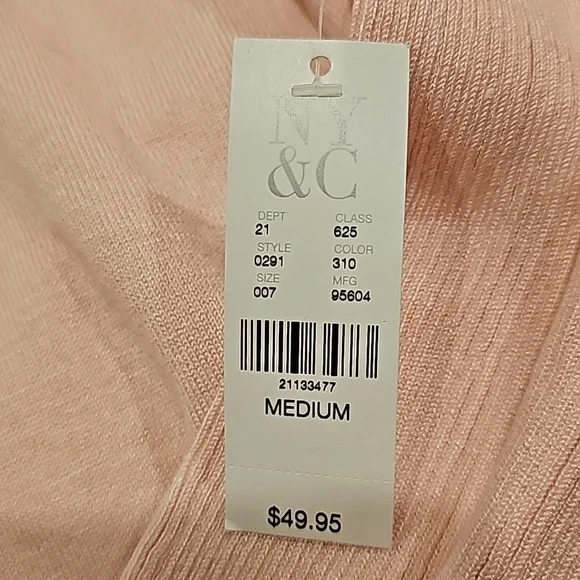 NY
&C
DEPT CLASS
21 625
STYLE COLOR
0291 310
SIZE MFG
007 95604
21133477
MEDIUM
$49.95